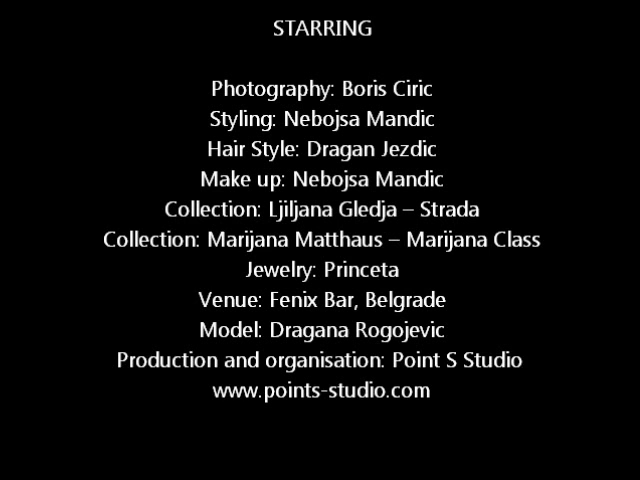 STARRING
Photography: Boris Ciric
Styling: Nebojsa Mandic
Hair Style: Dragan Jezdic
Make up: Nebojsa Mandic
Collection: Ljiljana Gledja – Strada
Collection: Marijana Matthaus – Marijana Class
Jewelry: Princeta
Venue: Fenix Bar, Belgrade
Model: Dragana Rogojevic
Production and organisation: Point S Studio
www.points-studio.com